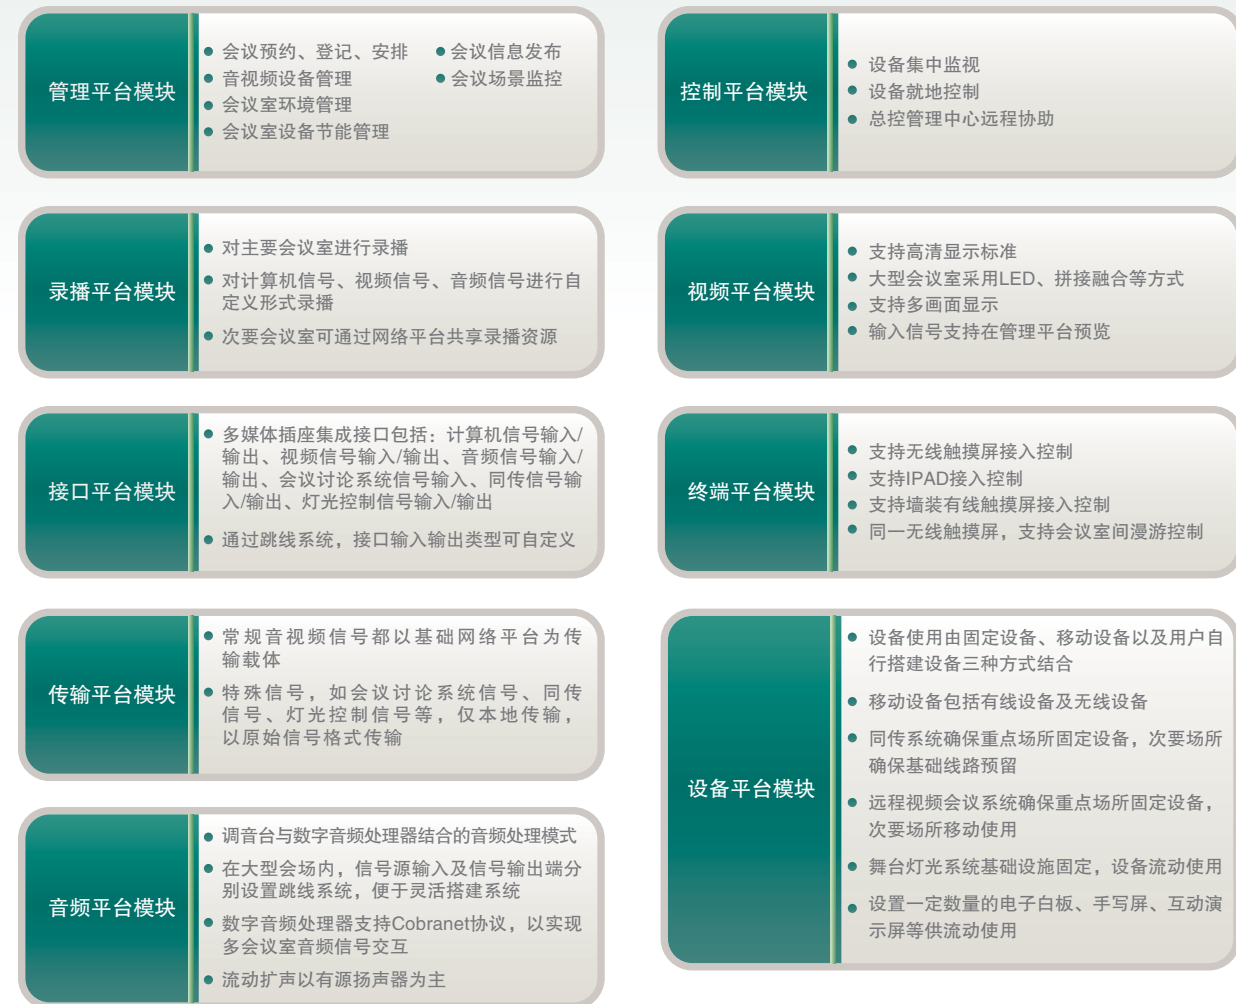 管理平台模块
会议预约、登记、安排
音视频设备管理
会议室环境管理
会议室设备节能管理
会议信息发布
会议场景监控
控制平台模块
设备集中监视
设备就地控制
总控管理中心远程协助
录播平台模块
对主要会议室进行录播
对计算机信号、视频信号、音频信号进行自
定义形式录播
次要会议室可通过网络平台共享录播资源
视频平台模块
支持高清显示标准
大型会议室采用LED、拼接融合等方式
支持多画面显示
输入信号支持在管理平台预览
接口平台模块
多媒体插座集成接口包括：计算机信号输入/
输出、视频信号输入/输出、音频信号输入/
输出、会议讨论系统信号输入、同传信号输
入/输出、灯光控制信号输入/输出
通过跳线系统，接口输入输出类型可自定义
终端平台模块
支持无线触摸屏接入控制
支持IPAD接入控制
支持墙装有线触摸屏接入控制
同一无线触摸屏，支持会议室间漫游控制
传输平台模块
常规音视频信号都以基础网络平台为传
输载体
特殊信号，如会议讨论系统信号、同传
信号、灯光控制信号等，仅本地传输，
以原始信号格式传输
设备平台模块
设备使用由固定设备、移动设备以及用户自
行搭建设备三种方式结合
移动设备包括有线设备及无线设备
同传系统确保重点场所固定设备，次要场所
确保基础线路预留
远程视频会议系统确保重点场所固定设备，
次要场所移动使用
舞台灯光系统基础设施固定，设备流动使用
设置一定数量的电子白板、手写屏、互动演
示屏等供流动使用
音频平台模块
调音台与数字音频处理器结合的音频处理模式
在大型会场内，信号源输入及信号输出端分
别设置跳线系统，便于灵活搭建系统
数字音频处理器支持Cobranet协议，以实现
多会议室音频信号交互
流动扩声以有源扬声器为主